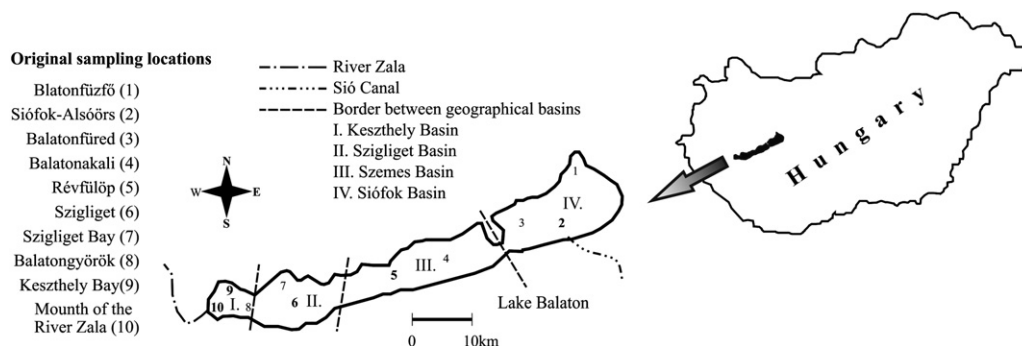 Original sampling locations
Blatonfüzfő (1)
Siófok-Alsóörs (2)
Balatonfüred (3)
Balatonakali (4)
Révfülöp (5)
Szigliget (6)
Szigliget Bay (7)
Balatongyörök (8)
Keszthely Bay(9)
Mounth of the
River Zala (10)
River Zala
Sió Canal
Border between geographical basins
I. Keszthely Basin
II. Szigliget Basin
III. Szemes Basin
IV. Siófok Basin
N
W E
S
1
IV.
3 2
5 III. 4
7
6 II.
9
10 I. 8
Lake Balaton
0 10km
Hungary